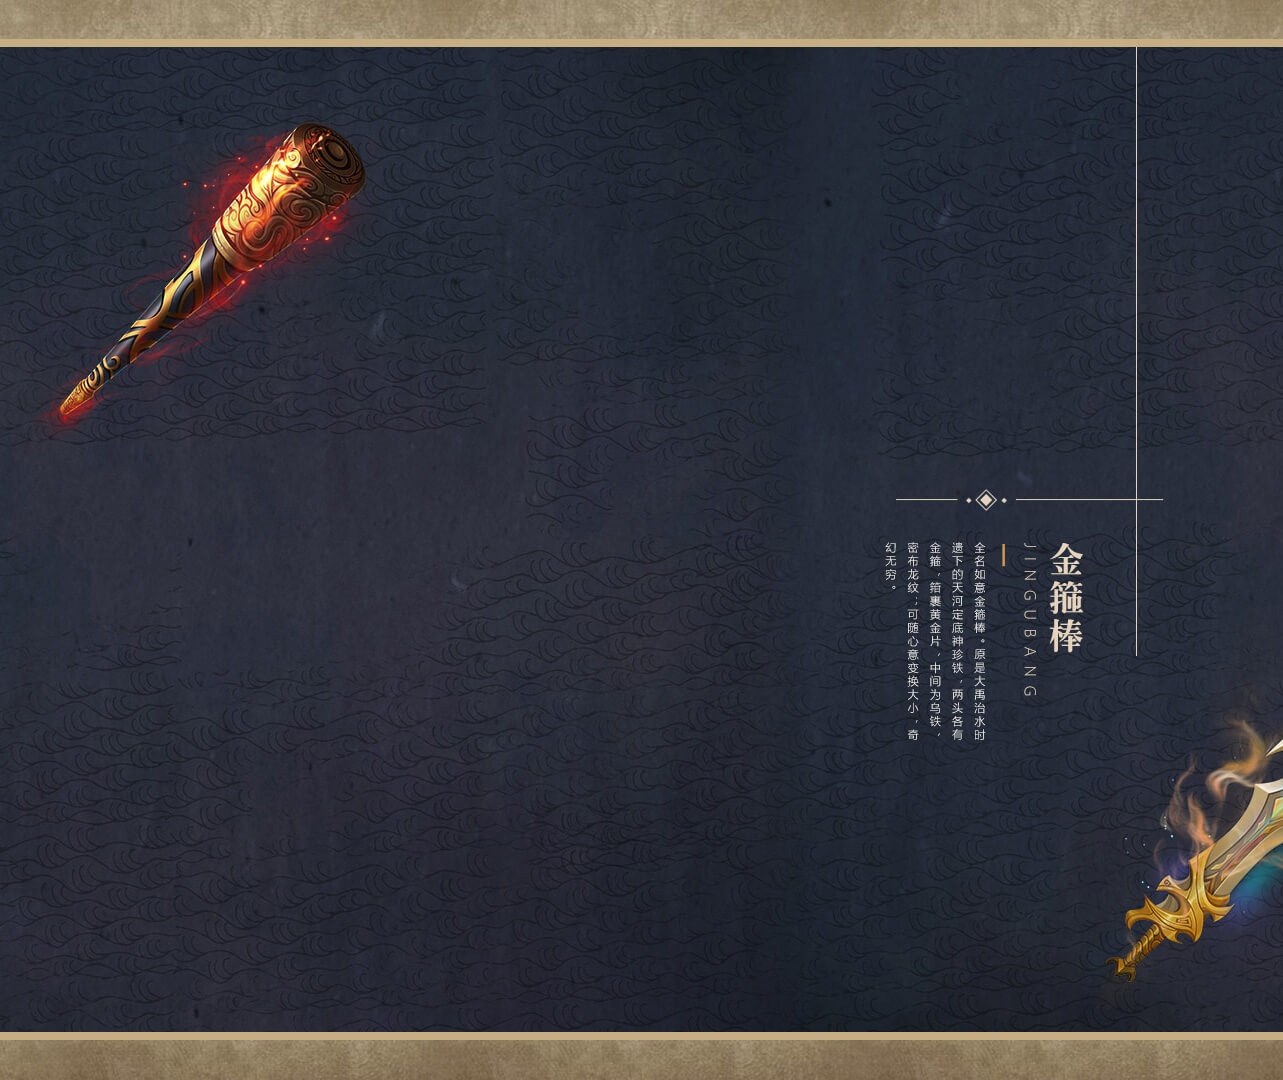 金箍棒
JINGUBANG
全名如意金箍棒。原是大禹治水时
遗下的天河定底神珍铁，两头各有
金箍，箍裹黄金片，中间为乌铁，
密布龙纹；可随心意变换大小，奇
幻无穷。